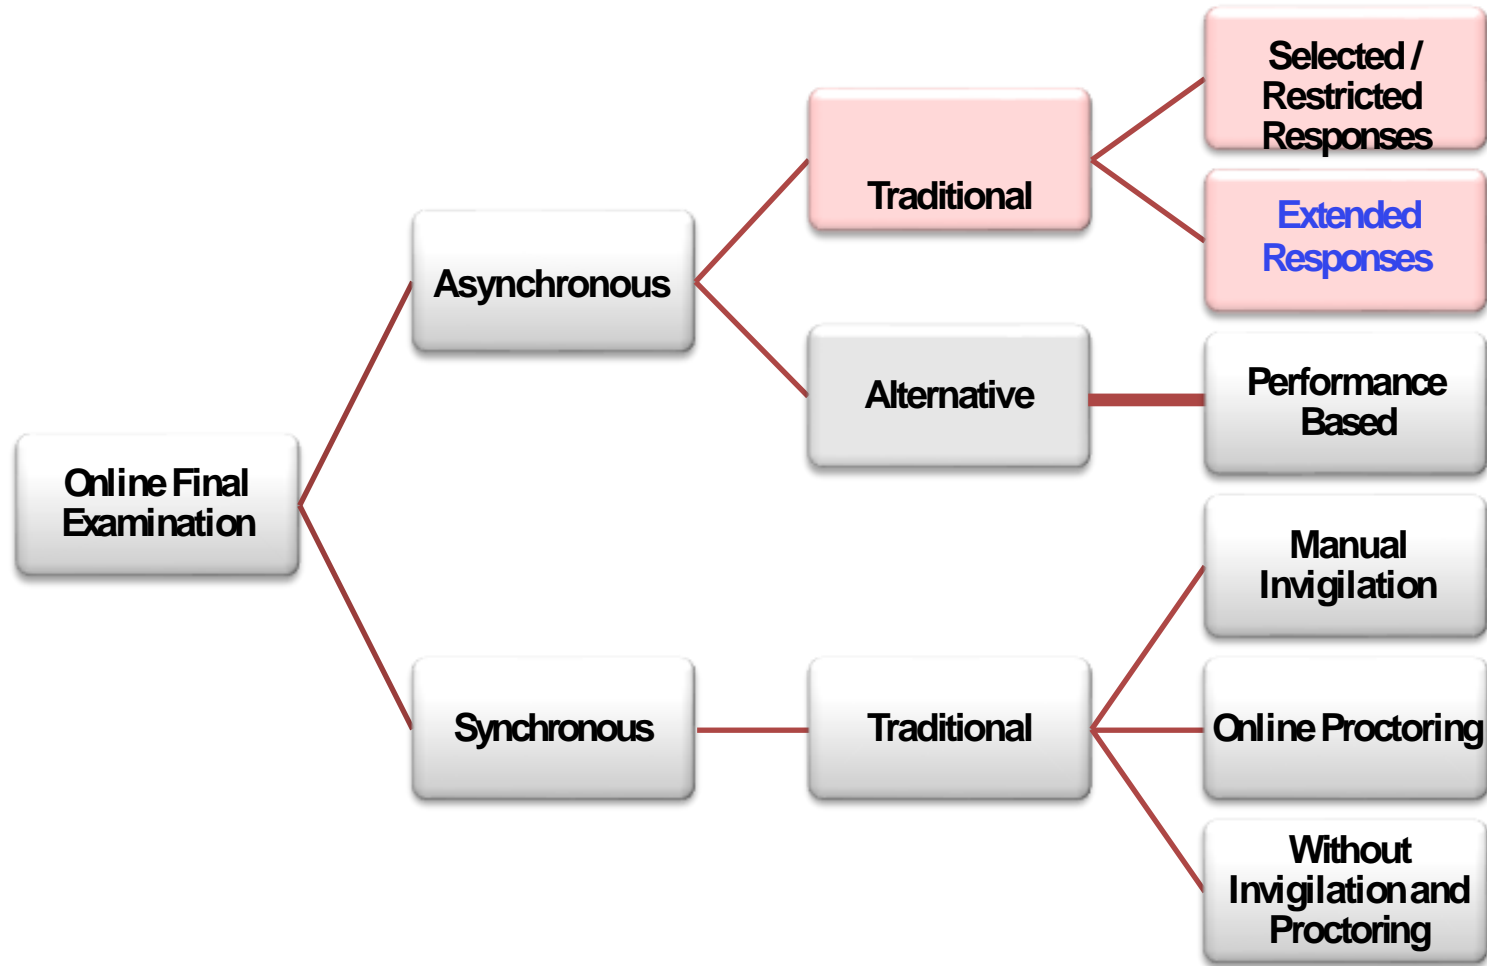 Online Final
Examination
Asynchronous
Traditional
Selected /
Restricted
Responses
Extended
Responses
Alternative
Performance
Based
Synchronous
Traditional
Manual
Invigilation
Online Proctoring
Without
Invigilation and
Proctoring